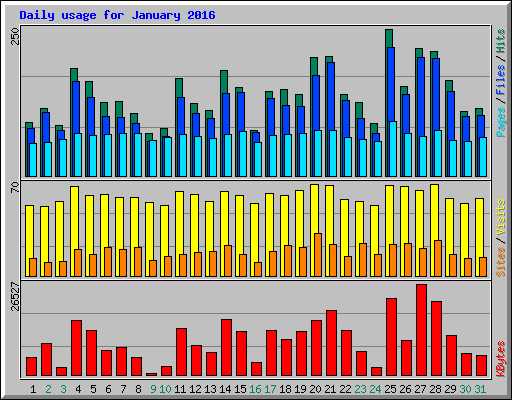 Daily usage for January 2016
250
Pages / Files / Hits
70
Sites / Visits
26527
KBytes
1 2 3 4 5 6 7 8 9 10 11 12 13 14 15 16 17 18 19 20 21 22 23 24 25 26 27 28 29 30 31